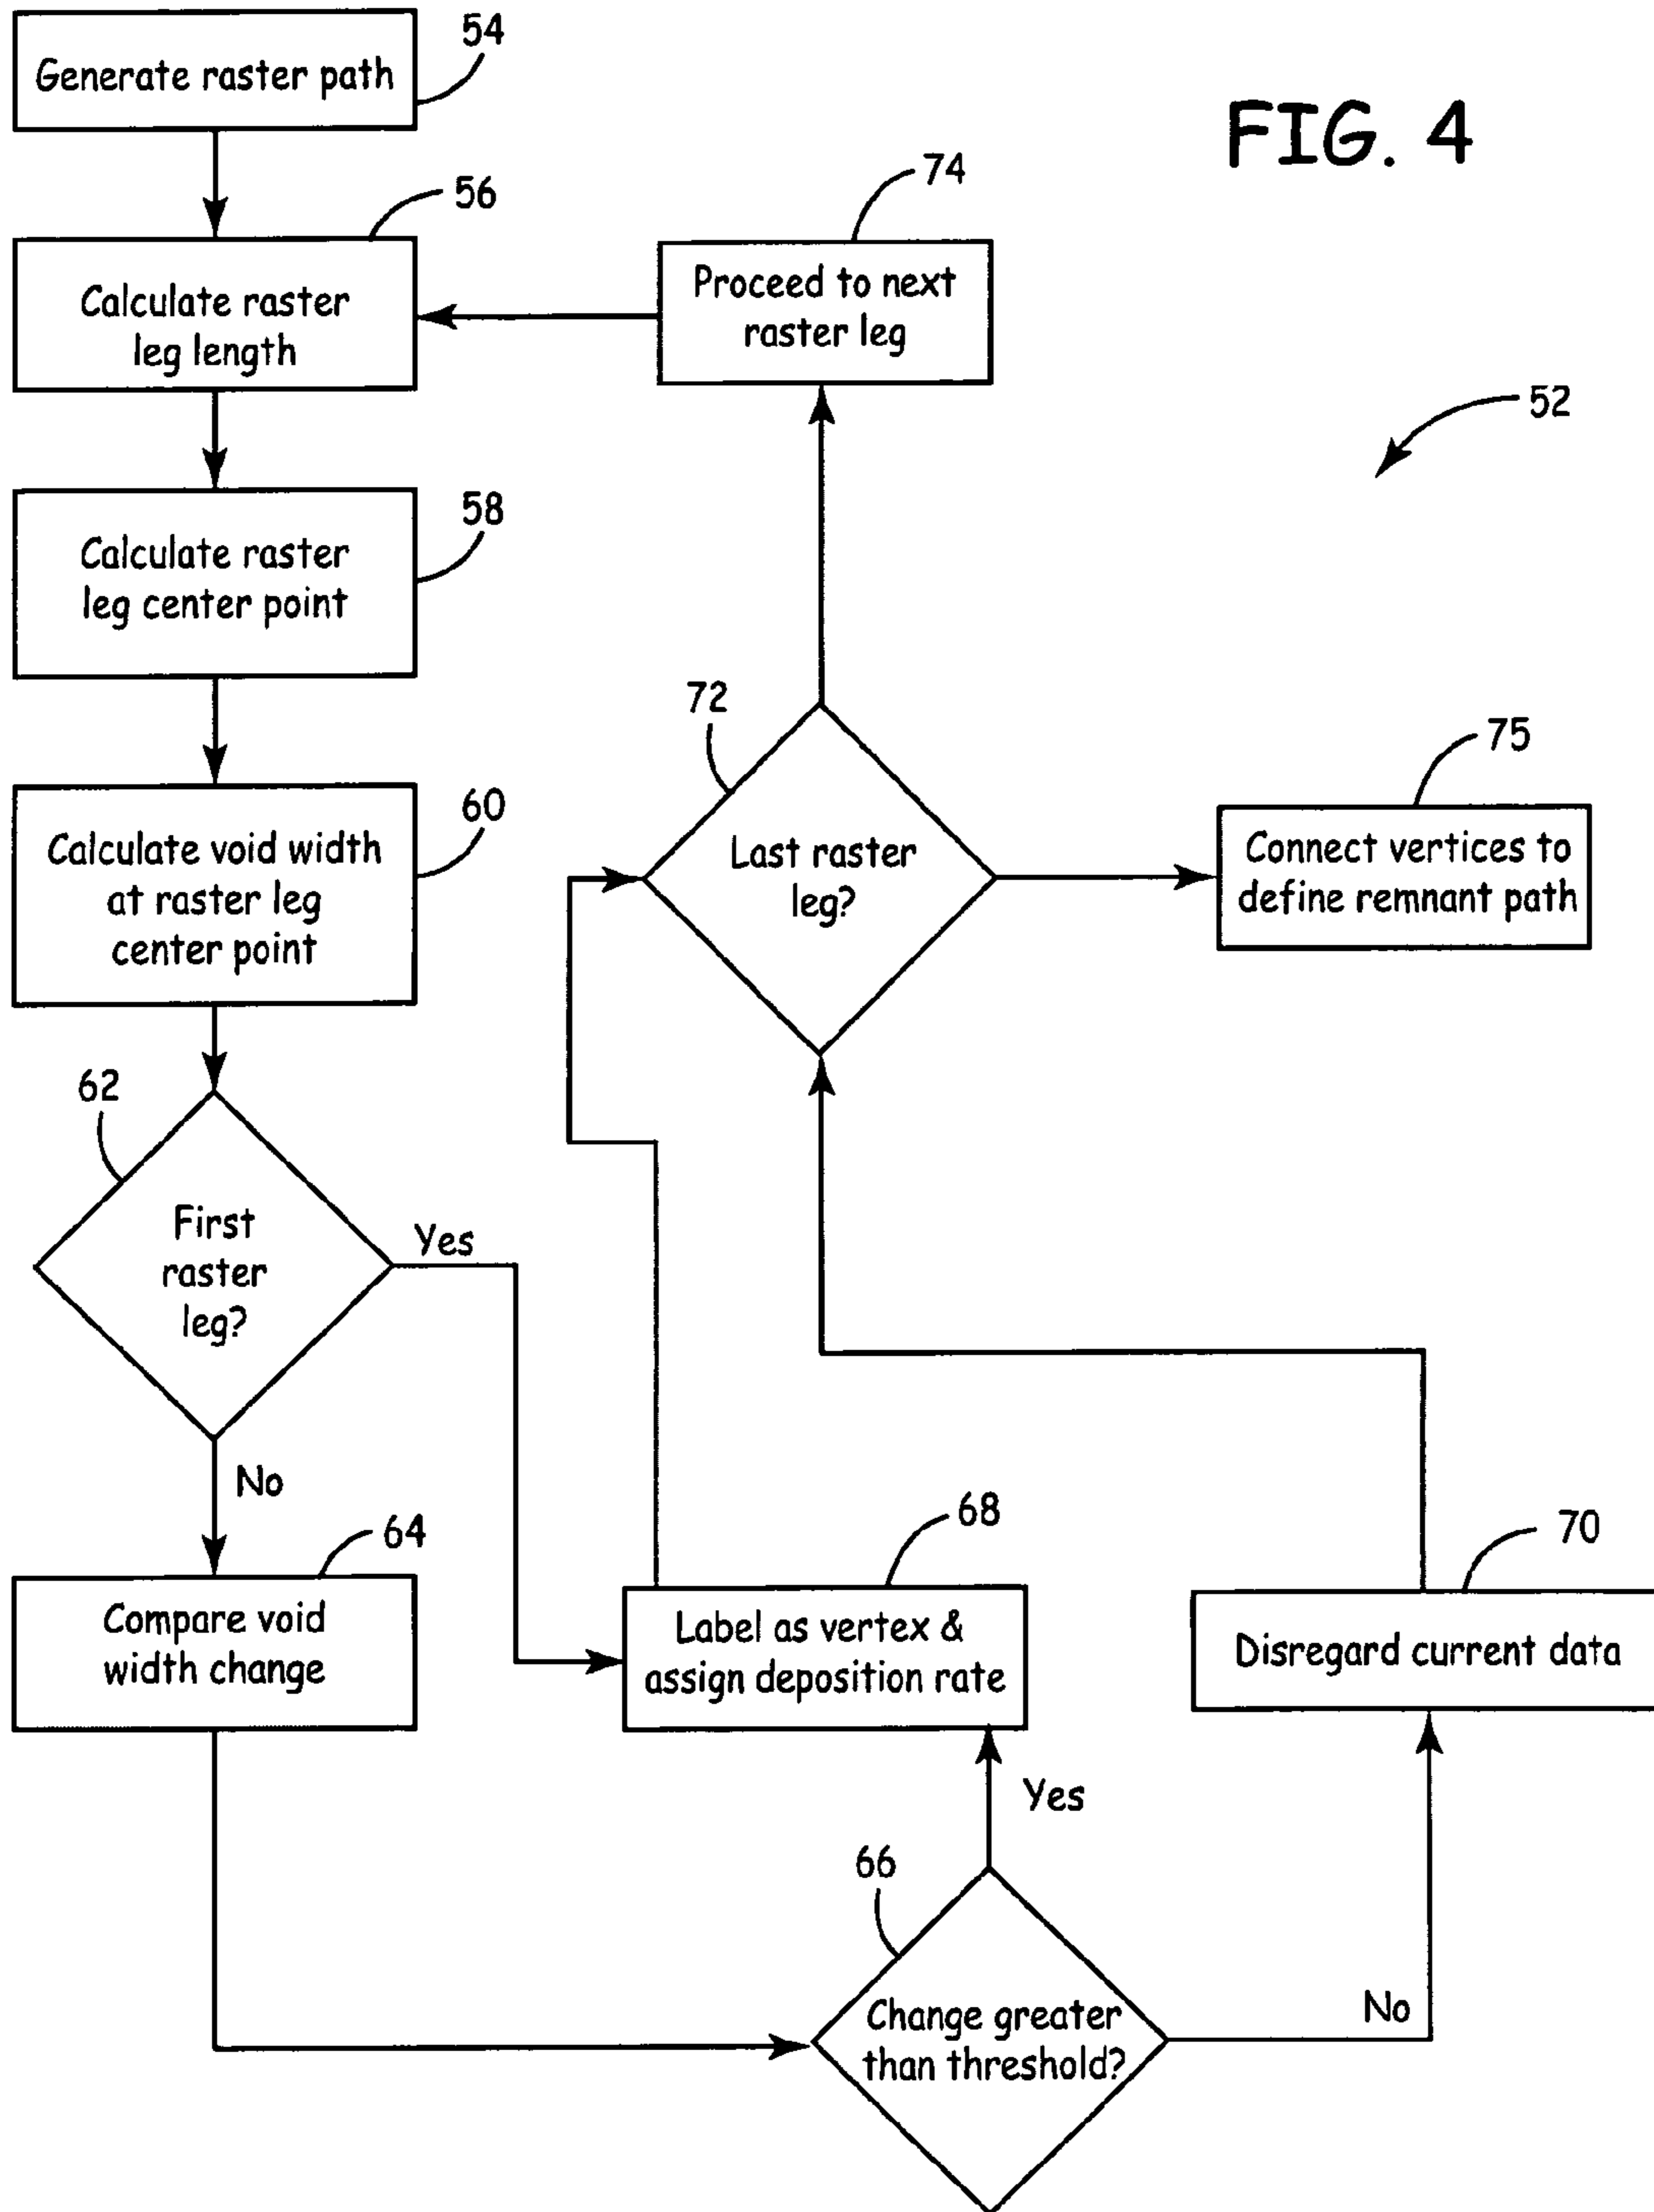 FIG. 4
54
Generate raster path
56
Calculate raster
leg length
74
Proceed to next
raster leg
52
58
Calculate raster
leg center point
60
Calculate void width
at raster leg
center point
72
Last raster
leg?
75
Connect vertices to
define remnant path
62
First
raster
leg?
Yes
No
64
Compare void
width change
68
Label as vertex &
assign deposition rate
70
Disregard current data
Yes
66
Change greater
than threshold?
No